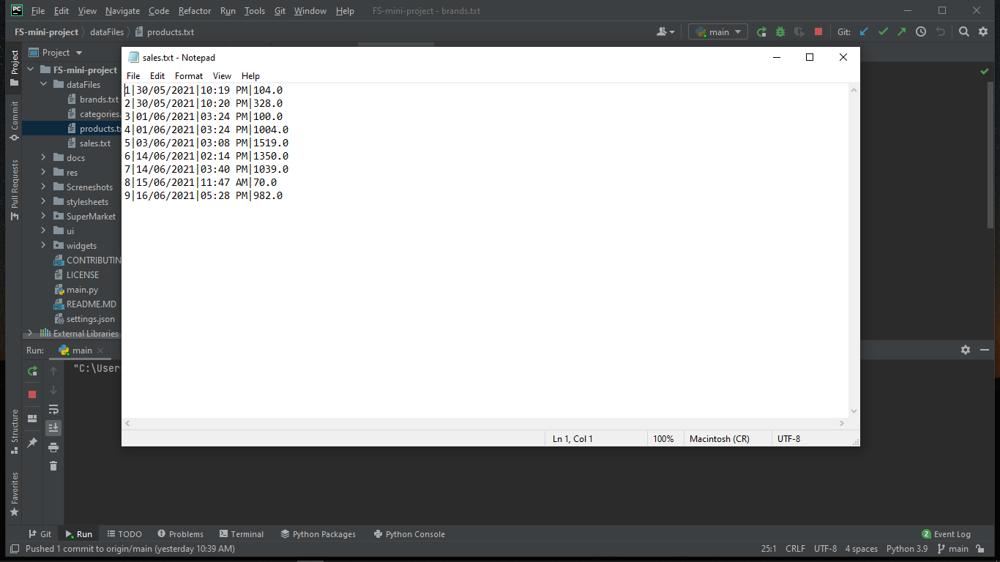 File Edit View Navigate Code Refactor Run Tools Git Window Help FS-mini-project - brands.txt
FS-mini-project dataFiles products.txt main Git:
Project
sales.txt - Notepad
File Edit Format View Help
1|30/05/2021|10:19 PM|104.0
2|30/05/2021|10:20 PM|328.0
3|01/06/2021|03:24 PM|100.0
4|01/06/2021|03:24 PM|1004.0
5|03/06/2021|03:08 PM|1519.0
6|14/06/2021|02:14 PM|1350.0
7|14/06/2021|03:40 PM|1039.0
8|15/06/2021|11:47 AM|70.0
9|16/06/2021|05:28 PM|982.0
Ln 1, Col 1 100% Macintosh (CR) UTF-8
Project
Commit
Pull Requests
Structure
Favorites
FS-mini-project
dataFiles
brands.txt
categories.
products.tx
sales.txt
docs
res
Screneshots
stylesheets
SuperMarket
ui
widgets
CONTRIBUTIN
LICENSE
main.py
README.MD
settings.json
External Libraries
Run: main
"C:\User
Git Run TODO Problems Terminal Python Packages Python Console 2 Event Log
Pushed 1 commit to origin/main (yesterday 10:39 AM) 25:1 CRLF UTF-8 4 spaces Python 3.9 main